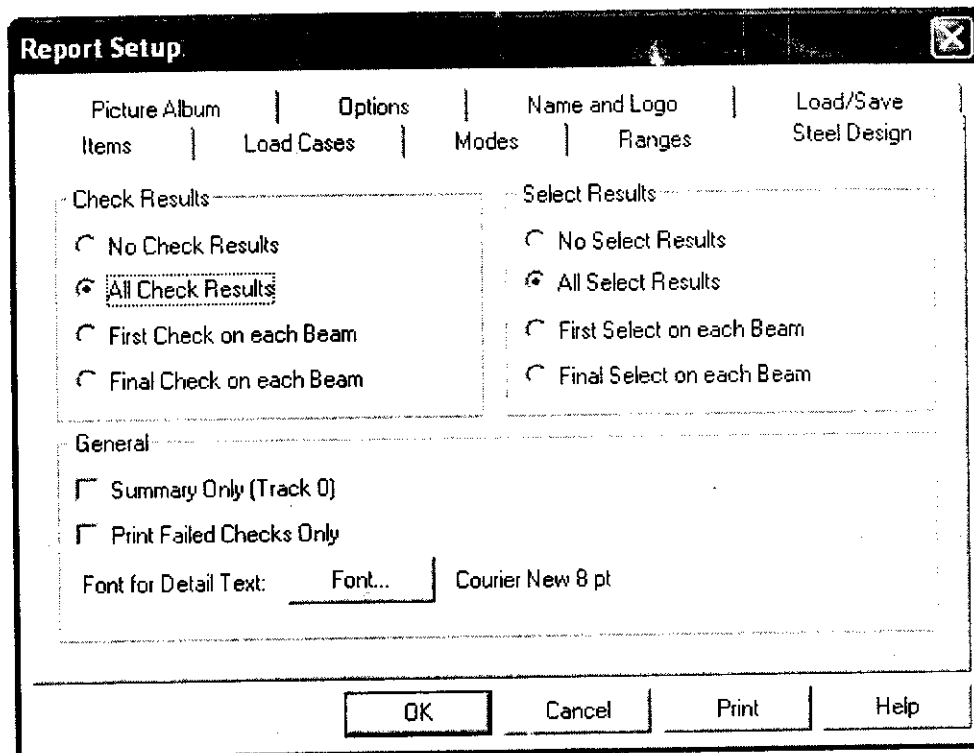 Report Setup
Picture Album Options Name and Logo Load/Save
Items Load Cases Modes Ranges Steel Design
Check Results
No Check Results
All Check Results
First Check on each Beam
Final Check on each Beam
Select Results
No Select Results
All Select Results
First Select on each Beam
Final Select on each Beam
General
Summary Only (Track 0)
Print Failed Checks Only
Font for Detail Text: Font... Courier New 8 pt
OK Cancel Print Help